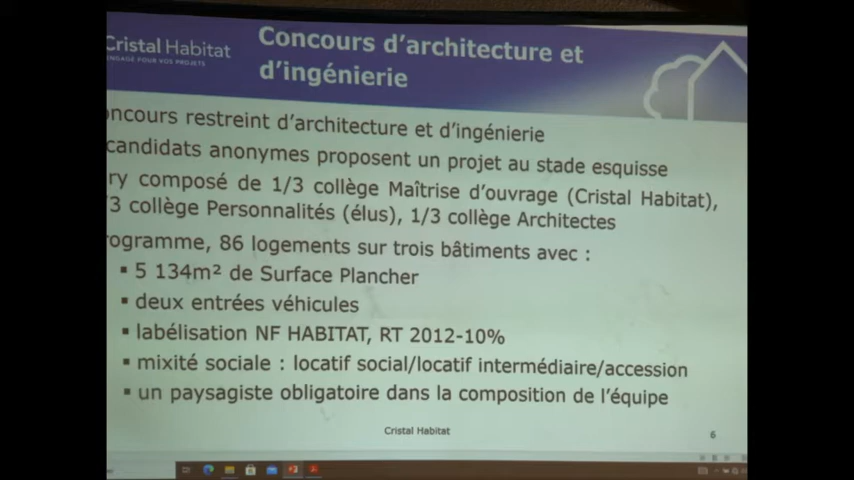 Cristal Habitat
ENGAGÉ POUR VOS PROJETS
Concours d'architecture et
d'ingénierie
oncours restreint d'architecture et d'ingénierie
candidats anonymes proposent un projet au stade esquisse
ry composé de 1/3 collège Maîtrise d'ouvrage (Cristal Habitat),
/3 collège Personnalités (élus), 1/3 collège Architectes
rogramme, 86 logements sur trois bâtiments avec :
▪ 5 134m² de Surface Plancher
▪ deux entrées véhicules
▪ labélisation NF HABITAT, RT 2012-10%
▪ mixité sociale : locatif social/locatif intermédiaire/accession
▪ un paysagiste obligatoire dans la composition de l'équipe
Cristal Habitat
6